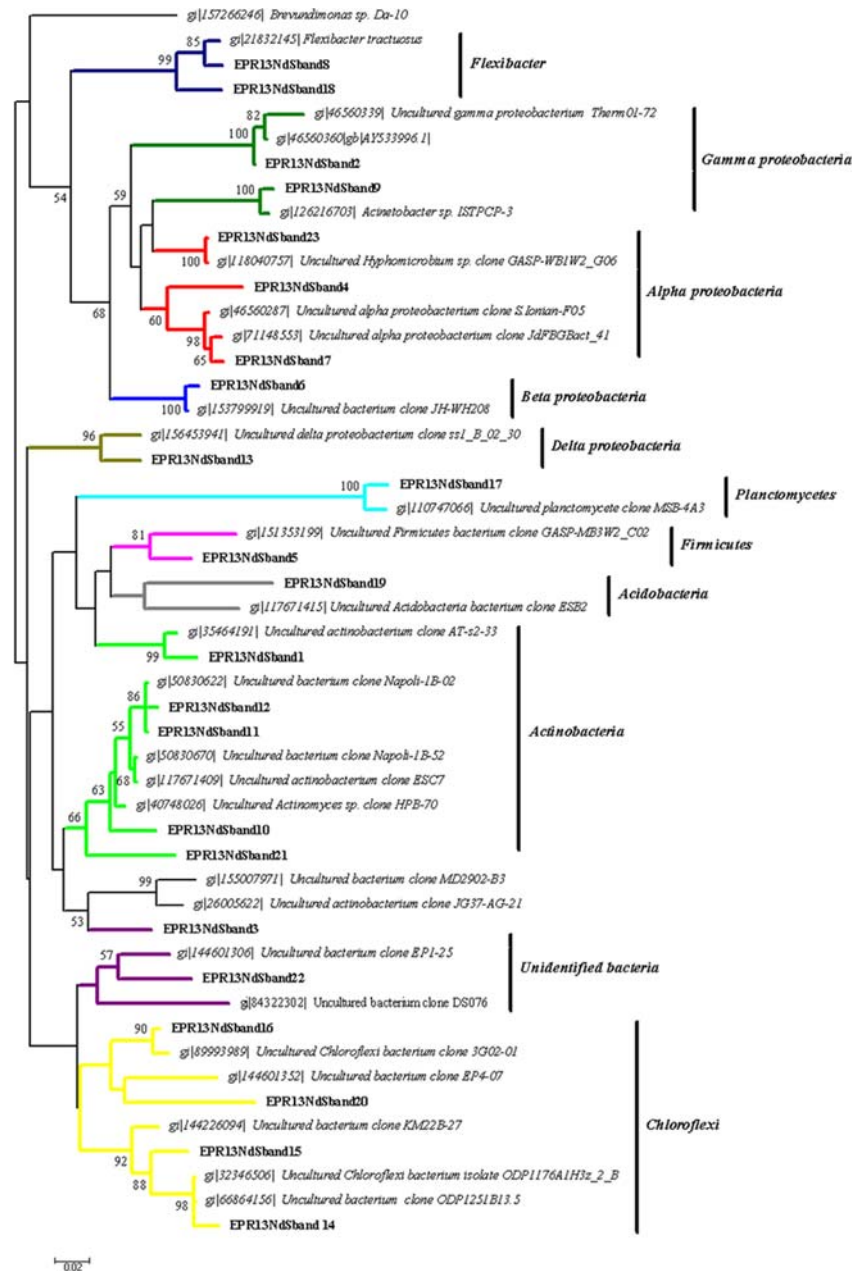 gi|157266246| Brevundimonas sp. Da-10
85 gi|21832145| Flexibacter tractuosus
99 EPR13NdSband8 Flexibacter
EPR13NdSband18
82 gi|46560339| Uncultured gamma proteobacterium Therm01-72
100 gi|46560360|gb|AY533996.1|
EPR13NdSband2 Gamma proteobacteria
54 59 100 EPR13NdSband9
gi|126216703| Acinetobacter sp. ISTPCP-3
EPR13NdSband23
100 gi|118040757| Uncultured Hyphomicrobium sp. clone GASP-WB1W2_G06
EPR13NdSband4 Alpha proteobacteria
68 60 gi|46560287| Uncultured alpha proteobacterium clone S.Ionian-F05
98 gi|71148553| Uncultured alpha proteobacterium clone JdFBGBact_41
65 EPR13NdSband7
EPR13NdSband6 Beta proteobacteria
100 gi|153799919| Uncultured bacterium clone JH-WH208
96 gi|156453941| Uncultured delta proteobacterium clone ss1_B_02_30 Delta proteobacteria
EPR13NdSband13
100 EPR13NdSband17 Planctomycetes
gi|110747066| Uncultured planctomycete clone MSB-4A3
81 gi|151353199| Uncultured Firmicutes bacterium clone GASP-MB3W2_C02 Firmicutes
EPR13NdSband5
EPR13NdSband19 Acidobacteria
gi|117671415| Uncultured Acidobacteria bacterium clone ESB2
gi|35464191| Uncultured actinobacterium clone AT-s2-33
99 EPR13NdSband1
gi|50830622| Uncultured bacterium clone Napoli-1B-02
86 EPR13NdSband12
55 EPR13NdSband11 Actinobacteria
gi|50830670| Uncultured bacterium clone Napoli-1B-52
68 gi|117671409| Uncultured actinobacterium clone ESC7
63 gi|40748026| Uncultured Actinomyces sp. clone HPB-70
66 EPR13NdSband10
EPR13NdSband21
99 gi|155007971| Uncultured bacterium clone MD2902-B3
gi|26005622| Uncultured actinobacterium clone JG37-AG-21
53 EPR13NdSband3
57 gi|144601306| Uncultured bacterium clone EP1-25 Unidentified bacteria
EPR13NdSband22
gi|84322302| Uncultured bacterium clone DS076
90 EPR13NdSband16
gi|89993989| Uncultured Chloroflexi bacterium clone 3G02-01
gi|144601352| Uncultured bacterium clone EP4-07
EPR13NdSband20
gi|144226094| Uncultured bacterium clone KM22B-27 Chloroflexi
92 EPR13NdSband15
88 gi|32346506| Uncultured Chloroflexi bacterium isolate ODP1176A1H3z_2_B
98 gi|66864156| Uncultured bacterium clone ODP1251B13.5
EPR13NdSband 14
0.02